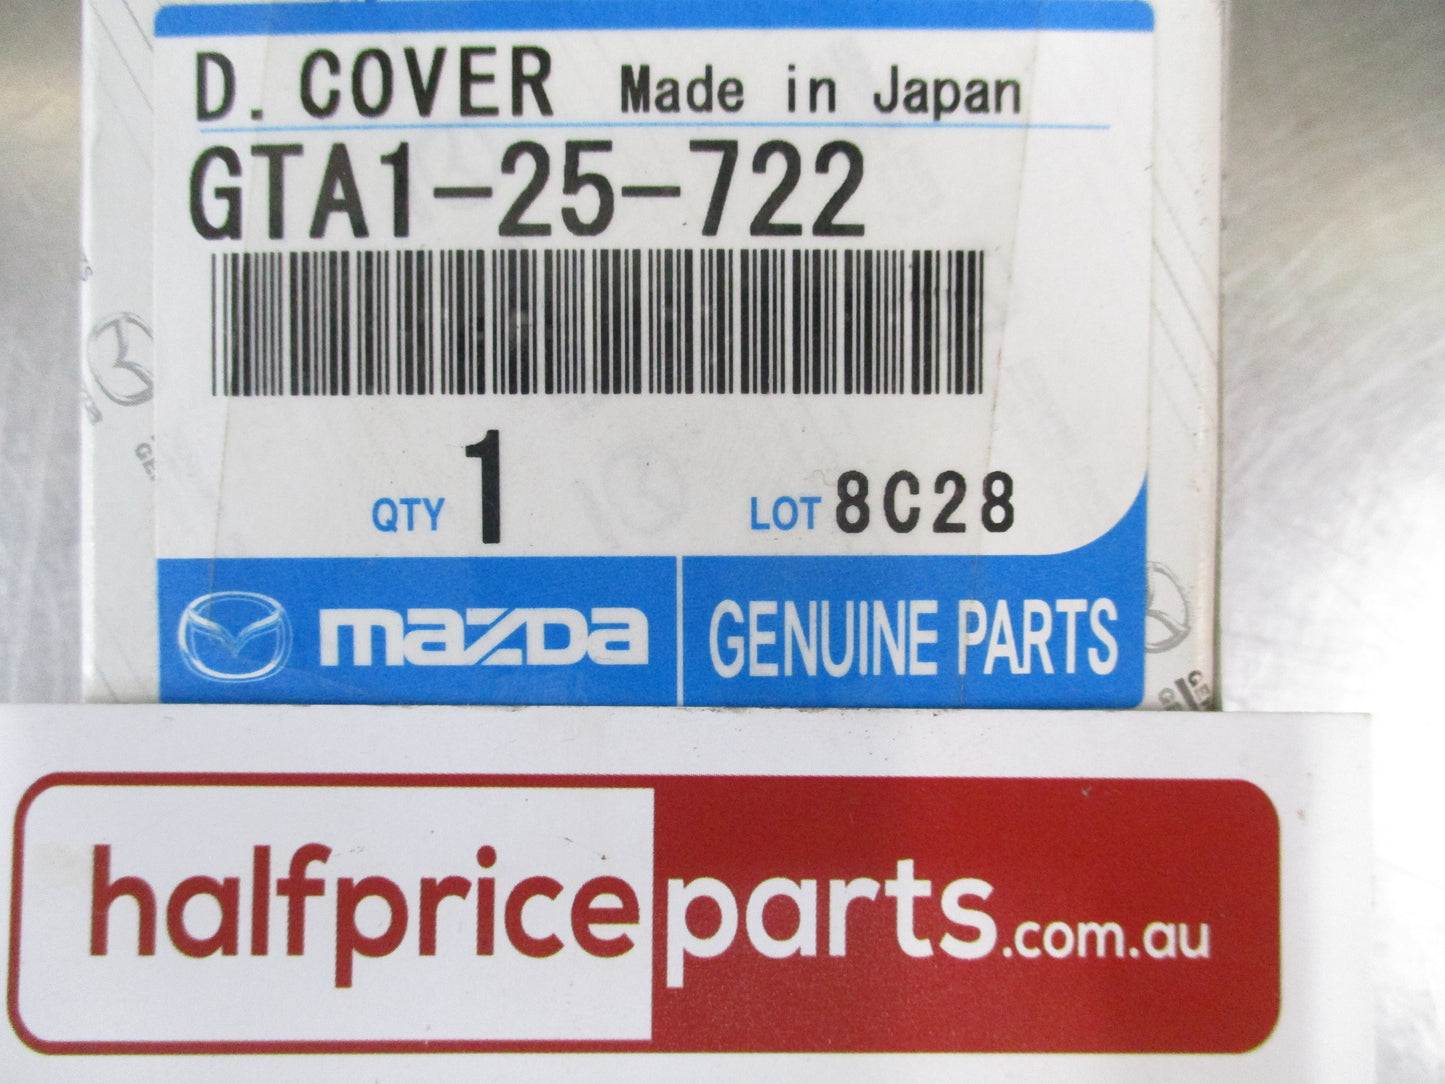 D. COVER Made in Japan
GTA1-25-722
QTY 1 LOT 8C28
mazda GENUINE PARTS
halfpriceparts.com.au